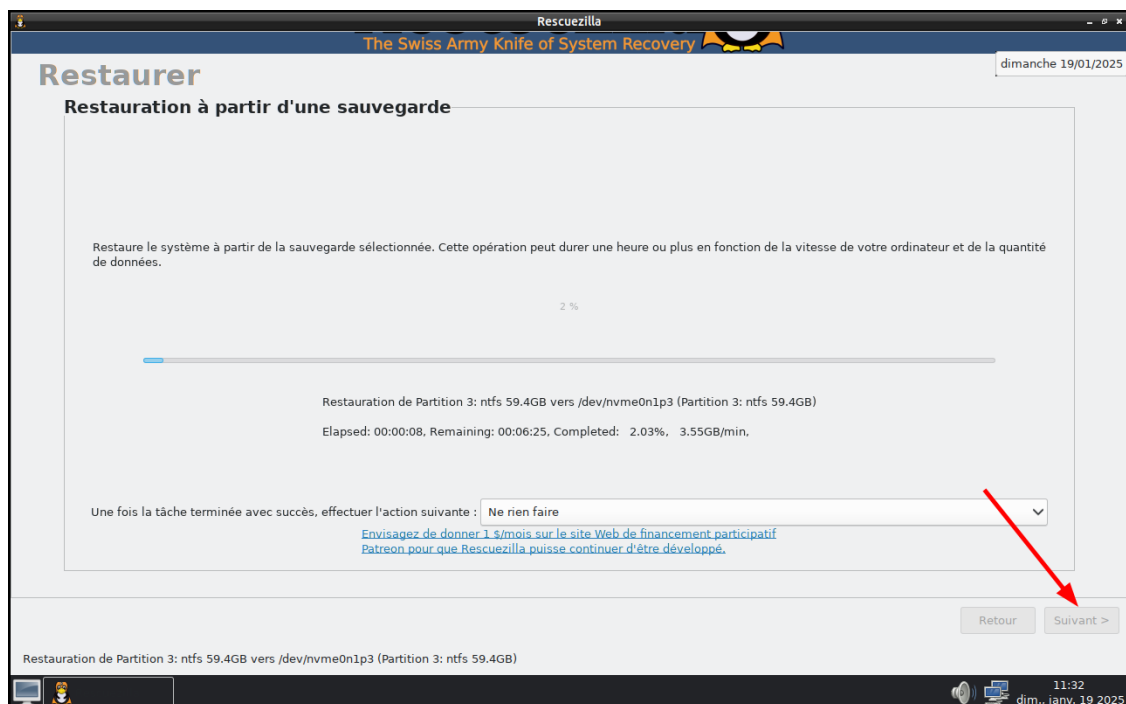 Rescuezilla
The Swiss Army Knife of System Recovery
dimanche 19/01/2025
Restaurer
Restauration à partir d'une sauvegarde
Restaure le système à partir de la sauvegarde sélectionnée. Cette opération peut durer une heure ou plus en fonction de la vitesse de votre ordinateur et de la quantité
de données.
2 %
Restauration de Partition 3: ntfs 59.4GB vers /dev/nvme0n1p3 (Partition 3: ntfs 59.4GB)
Elapsed: 00:00:08, Remaining: 00:06:25, Completed: 2.03%, 3.55GB/min,
Une fois la tâche terminée avec succès, effectuer l'action suivante : Ne rien faire
Envisagez de donner 1 $/mois sur le site Web de financement participatif
Patreon pour que Rescuezilla puisse continuer d'être développé.
Retour Suivant >
Restauration de Partition 3: ntfs 59.4GB vers /dev/nvme0n1p3 (Partition 3: ntfs 59.4GB)
11:32
dim., janv. 19 2025